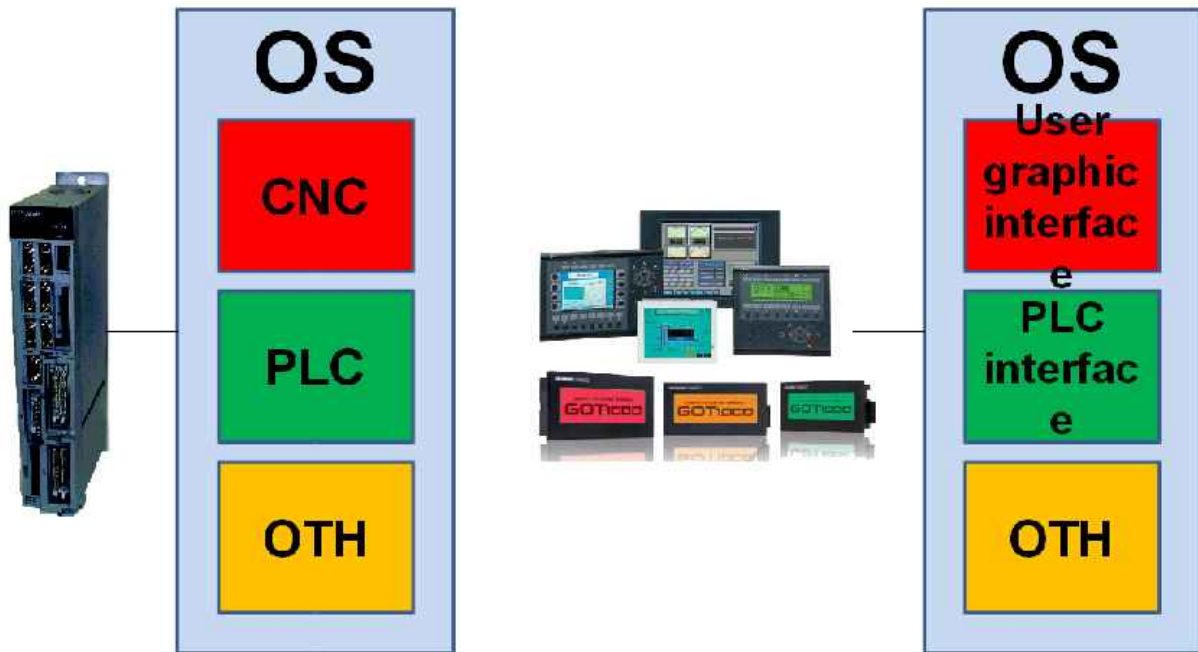 OS
CNC
PLC
OTH
GOT1000
GOT1000
GOT1000
OS
User
graphic
interfac
e
PLC
interfac
e
OTH